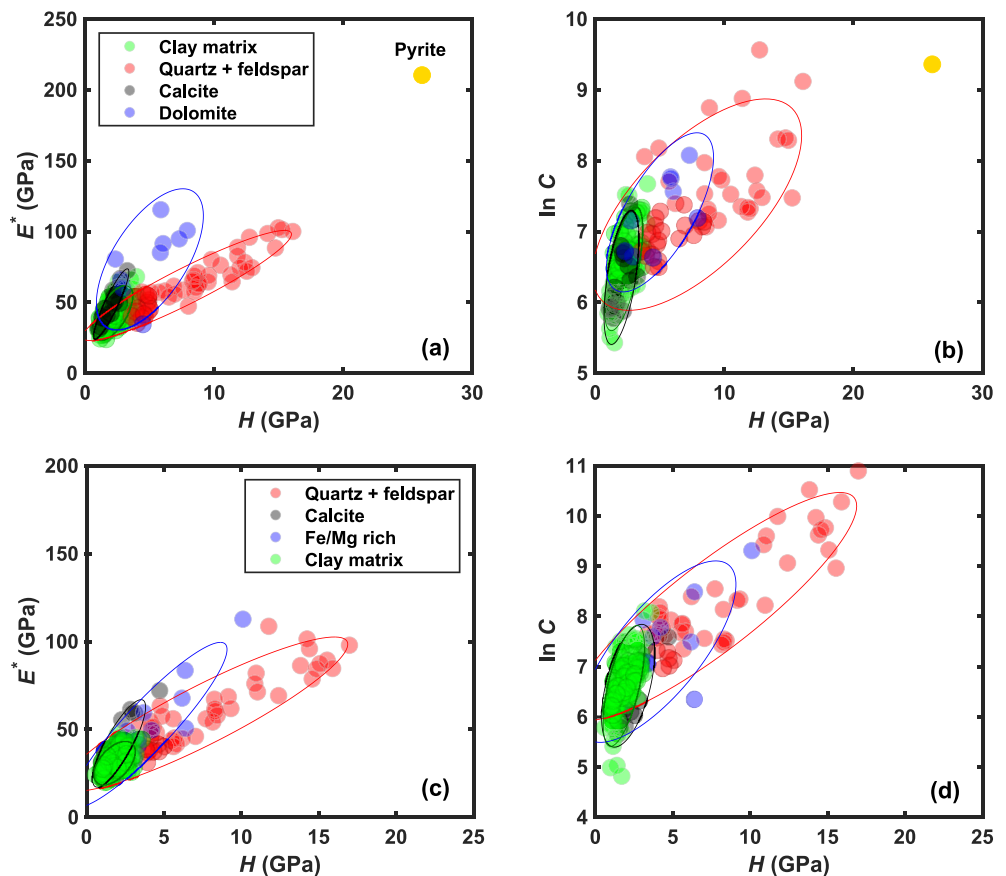 250
200
150
100
50
0
E* (GPa)
Clay matrix
Quartz + feldspar
Calcite
Dolomite
Pyrite
(a)
0 10 20 30
H (GPa)
10
9
8
7
6
5
ln C
(b)
0 10 20 30
H (GPa)
200
150
100
50
0
E* (GPa)
Quartz + feldspar
Calcite
Fe/Mg rich
Clay matrix
(c)
0 5 10 15 20 25
H (GPa)
11
10
9
8
7
6
5
4
ln C
(d)
0 5 10 15 20 25
H (GPa)